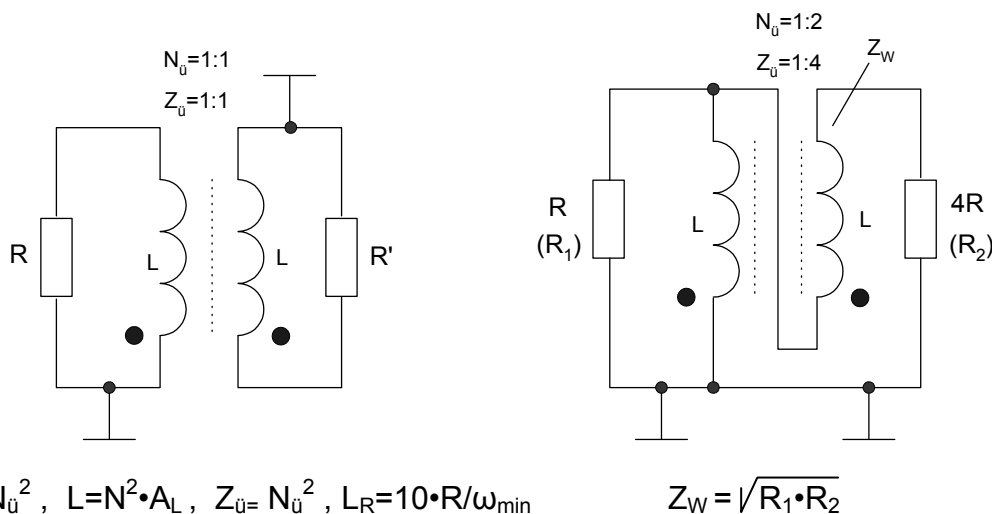 Nü=1:1
Zü=1:1
R
L
L
R'
Nü=1:2
Zü=1:4
ZW
R
(R1)
L
L
4R
(R2)
ü² , L=N²•AL , Zü= Nü² , LR=10•R/ωmin
ZW = √R1•R2